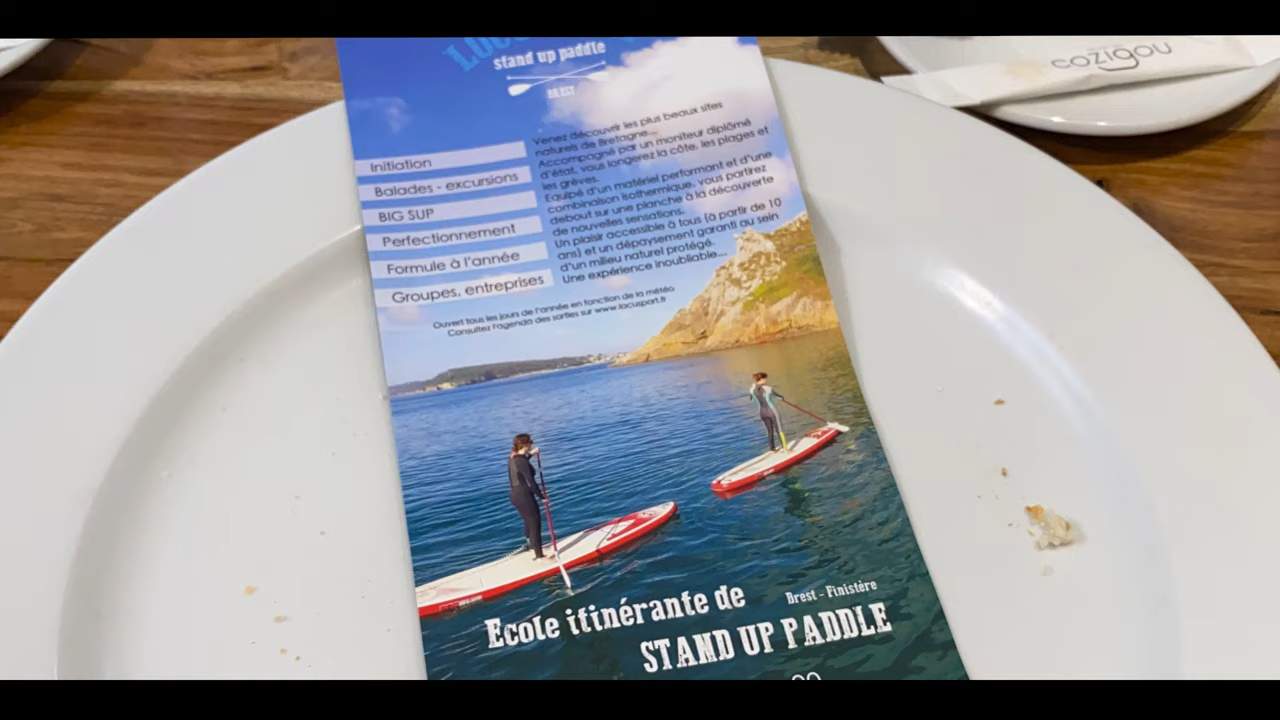 stand up paddle
BREST
cozigou
Initiation
Balades - excursions
BIG SUP
Perfectionnement
Formule à l'année
Groupes, entreprises
Venez découvrir les plus beaux sites
naturels de Bretagne...
Accompagné par un moniteur diplômé
d'état, vous longerez la côte, les plages et
les grèves.
Equipé d'un matériel performant et d'une
combinaison isothermique, vous partirez
debout sur une planche à la découverte
de nouvelles sensations.
Un plaisir accessible à tous (à partir de 10
ans) et un dépaysement garanti au sein
d'un milieu naturel protégé.
Une expérience inoubliable...
Ouvert tous les jours de l'année en fonction de la météo
Consultez l'agenda des sorties sur www.locusport.fr
Ecole itinérante de
Brest - Finistère
STAND UP PADDLE